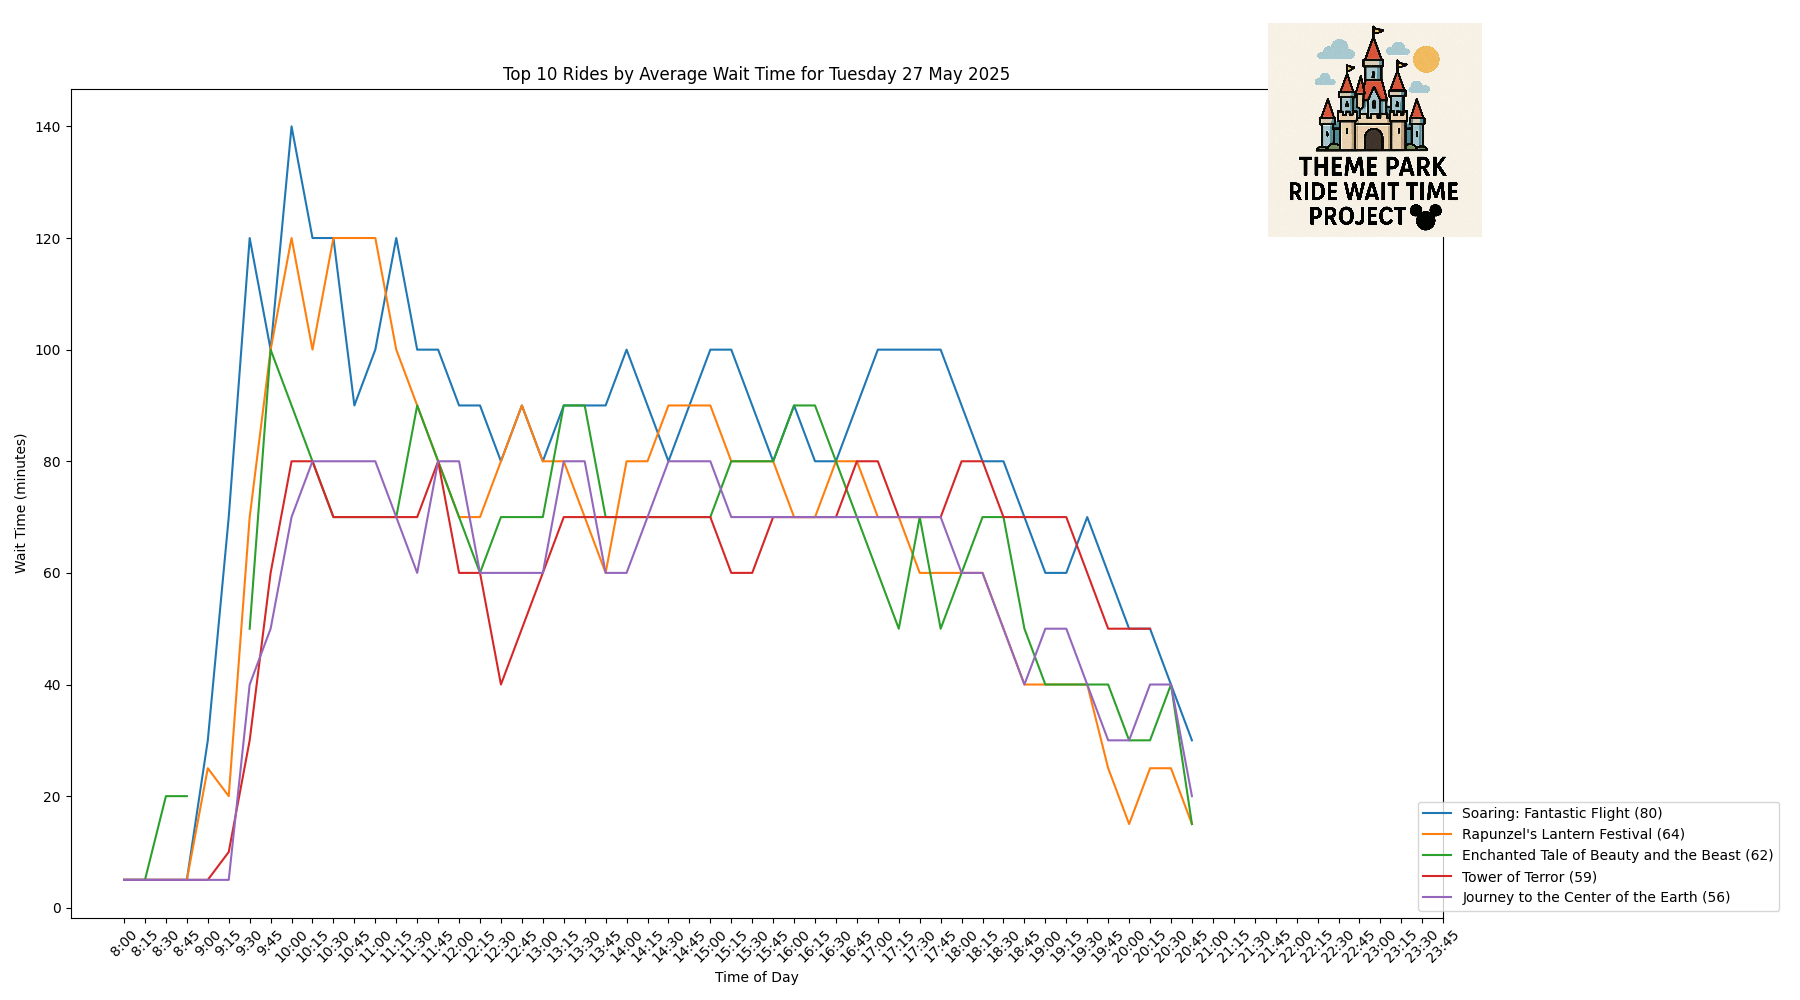 Top 10 Rides by Average Wait Time for Tuesday 27 May 2025
THEME PARK
RIDE WAIT TIME
PROJECT
Wait Time (minutes)
140
120
100
80
60
40
20
0
8:00 8:15 8:30 8:45 9:00 9:15 9:30 9:45 10:00 10:15 10:30 10:45 11:00 11:15 11:30 11:45 12:00 12:15 12:30 12:45 13:00 13:15 13:30 13:45 14:00 14:15 14:30 14:45 15:00 15:15 15:30 15:45 16:00 16:15 16:30 16:45 17:00 17:15 17:30 17:45 18:00 18:15 18:30 18:45 19:00 19:15 19:30 19:45 20:00 20:15 20:30 20:45 21:00 21:15 21:30 21:45 22:00 22:15 22:30 22:45 23:00 23:15 23:30 23:45
Time of Day
Soaring: Fantastic Flight (80)
Rapunzel's Lantern Festival (64)
Enchanted Tale of Beauty and the Beast (62)
Tower of Terror (59)
Journey to the Center of the Earth (56)